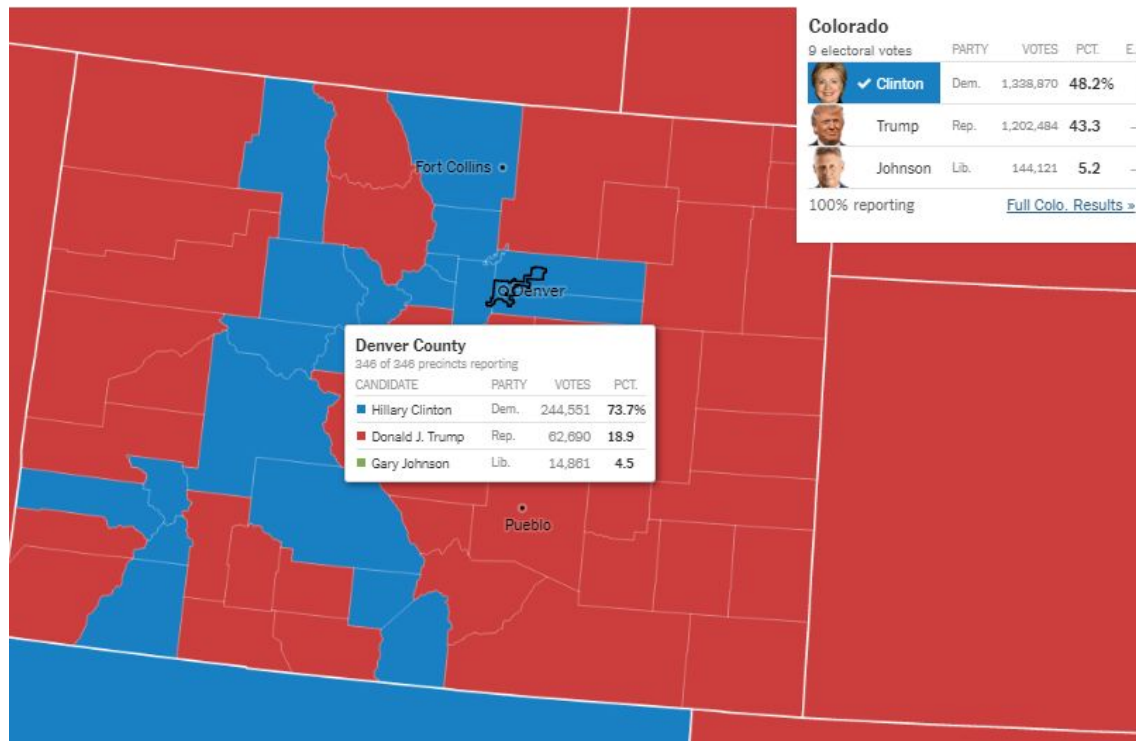 Colorado
9 electoral votes PARTY VOTES PCT. E.
✓ Clinton Dem. 1,338,870 48.2%
Trump Rep. 1,202,484 43.3 –
Johnson Lib. 144,121 5.2 –
100% reporting Full Colo. Results »
Fort Collins
Denver
Denver County
346 of 346 precincts reporting
CANDIDATE PARTY VOTES PCT.
Hillary Clinton Dem. 244,551 73.7%
Donald J. Trump Rep. 62,690 18.9
Gary Johnson Lib. 14,861 4.5
Pueblo